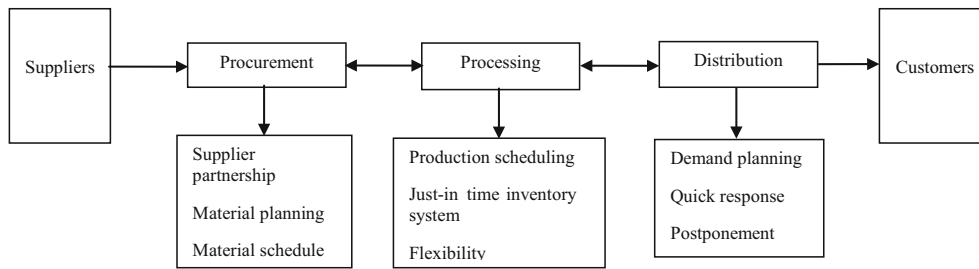 Suppliers
Procurement
Processing
Distribution
Customers
Supplier
partnership
Material planning
Material schedule
Production scheduling
Just-in time inventory
system
Flexibility
Demand planning
Quick response
Postponement